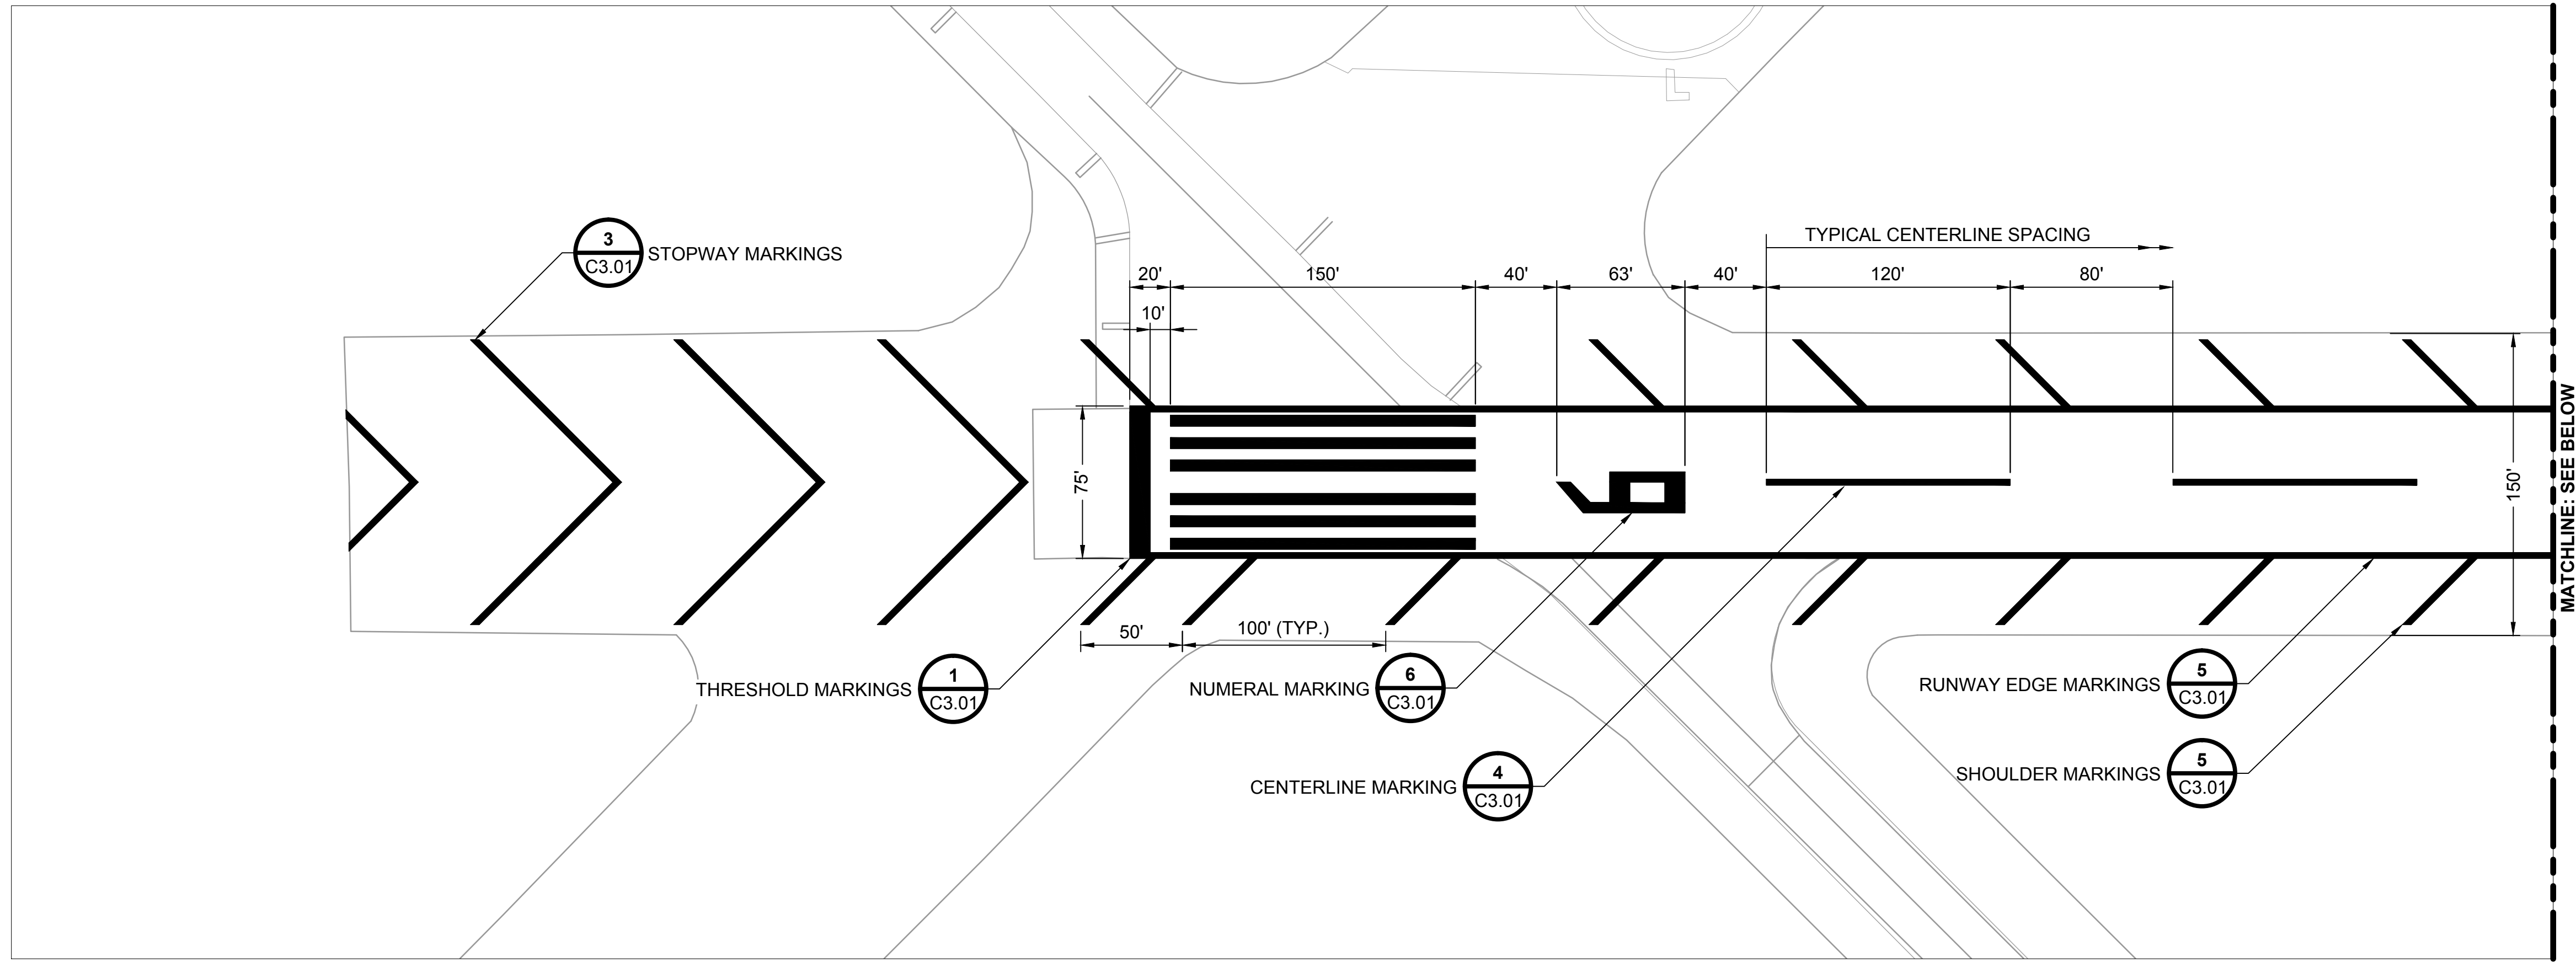 3
C3.01
STOPWAY MARKINGS
TYPICAL CENTERLINE SPACING
20'
150'
40'
63'
40'
120'
80'
10'
75'
9
150'
MATCHLINE: SEE BELOW
50'
100' (TYP.)
THRESHOLD MARKINGS
1
C3.01
NUMERAL MARKING
6
C3.01
RUNWAY EDGE MARKINGS
5
C3.01
CENTERLINE MARKING
4
C3.01
SHOULDER MARKINGS
5
C3.01